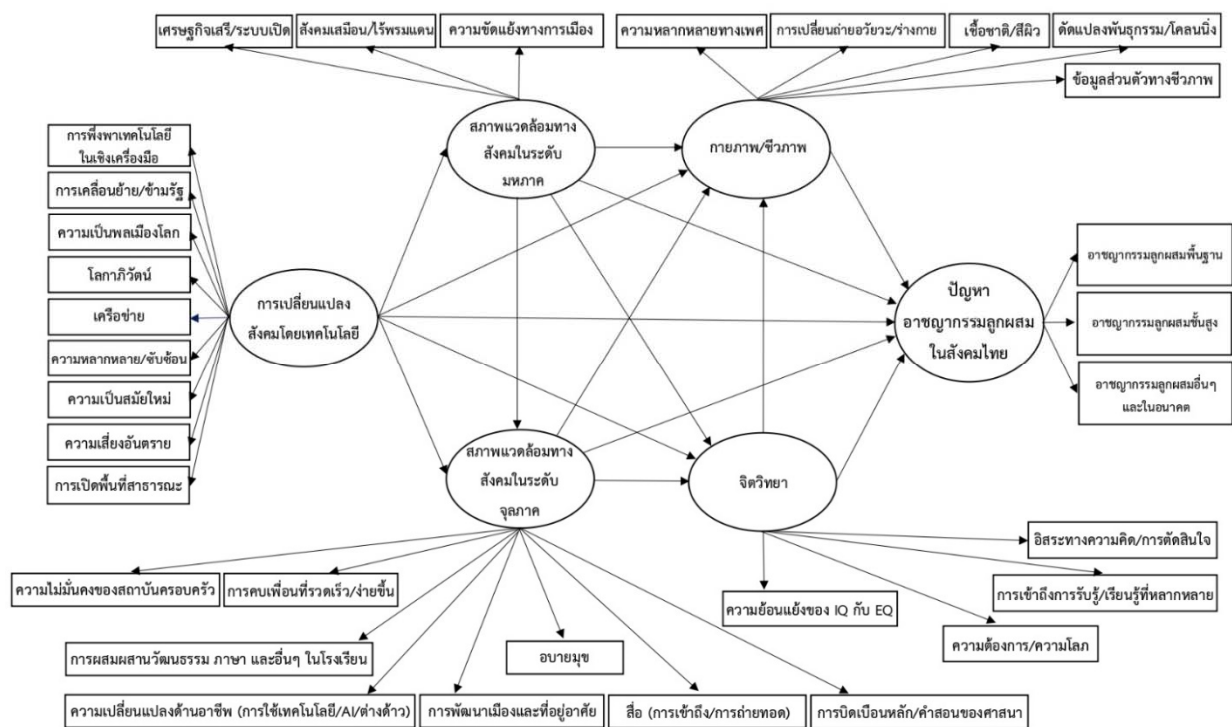 เศรษฐกิจเสรี/ระบบเปิด
สังคมเสมือน/ไร้พรมแดน
ความขัดแย้งทางการเมือง
ความหลากหลายทางเพศ
การเปลี่ยนถ่ายอวัยวะ/ร่างกาย
เชื้อชาติ/สีผิว
ดัดแปลงพันธุกรรม/โคลนนิ่ง
ข้อมูลส่วนตัวทางชีวภาพ
สภาพแวดล้อมทาง
สังคมในระดับ
มหภาค
กายภาพ/ชีวภาพ
การพึ่งพาเทคโนโลยี
ในเชิงเครื่องมือ
การเคลื่อนย้าย/ข้ามรัฐ
ความเป็นพลเมืองโลก
โลกาภิวัตน์
เครือข่าย
ความหลากหลาย/ซับซ้อน
ความเป็นสมัยใหม่
ความเสี่ยงอันตราย
การเปิดพื้นที่สาธารณะ
การเปลี่ยนแปลง
สังคมโดยเทคโนโลยี
ปัญหา
อาชญากรรมลูกผสม
ในสังคมไทย
อาชญากรรมลูกผสมพื้นฐาน
อาชญากรรมลูกผสมขั้นสูง
อาชญากรรมลูกผสมอื่นๆ
และในอนาคต
สภาพแวดล้อมทาง
สังคมในระดับ
จุลภาค
จิตวิทยา
อิสระทางความคิด/การตัดสินใจ
การเข้าถึงการรับรู้/เรียนรู้ที่หลากหลาย
ความต้องการ/ความโลภ
ความย้อนแย้งของ IQ กับ EQ
ความไม่มั่นคงของสถาบันครอบครัว
การคบเพื่อนที่รวดเร็ว/ง่ายขึ้น
การผสมผสานวัฒนธรรม ภาษา และอื่นๆ ในโรงเรียน
อบายมุข
ความเปลี่ยนแปลงด้านอาชีพ (การใช้เทคโนโลยี/AI/ต่างด้าว)
การพัฒนาเมืองและที่อยู่อาศัย
สื่อ (การเข้าถึง/การถ่ายทอด)
การบิดเบือนหลัก/คำสอนของศาสนา